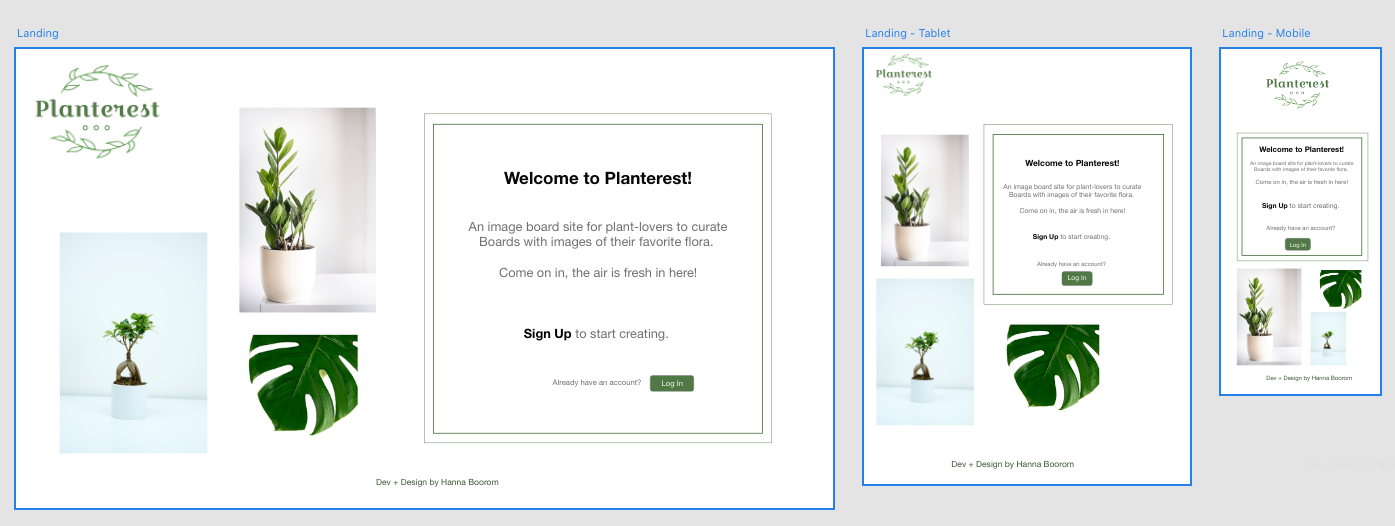 Landing
Planterest
Welcome to Planterest!
An image board site for plant-lovers to curate
Boards with images of their favorite flora.
Come on in, the air is fresh in here!
Sign Up to start creating.
Already have an account? Log In
Dev + Design by Hanna Boorom
Landing - Tablet
Planterest
Welcome to Planterest!
An image board site for plant-lovers to curate
Boards with images of their favorite flora.
Come on in, the air is fresh in here!
Sign Up to start creating.
Already have an account?
Log In
Dev + Design by Hanna Boorom
Landing - Mobile
Planterest
Welcome to Planterest!
An image board site for plant-lovers to curate
Boards with images of their favorite flora.
Come on in, the air is fresh in here!
Sign Up to start creating.
Already have an account?
Log In
Dev + Design by Hanna Boorom